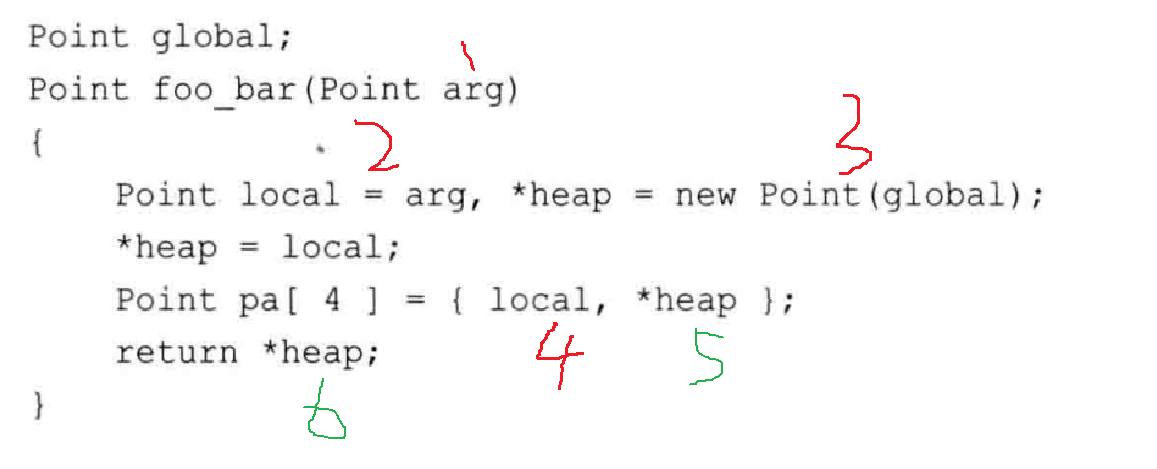 Point global;
1
Point foo_bar(Point arg)
{
2 3
Point local = arg, *heap = new Point(global);
*heap = local;
Point pa[ 4 ] = { local, *heap };
4 5
return *heap;
6
}